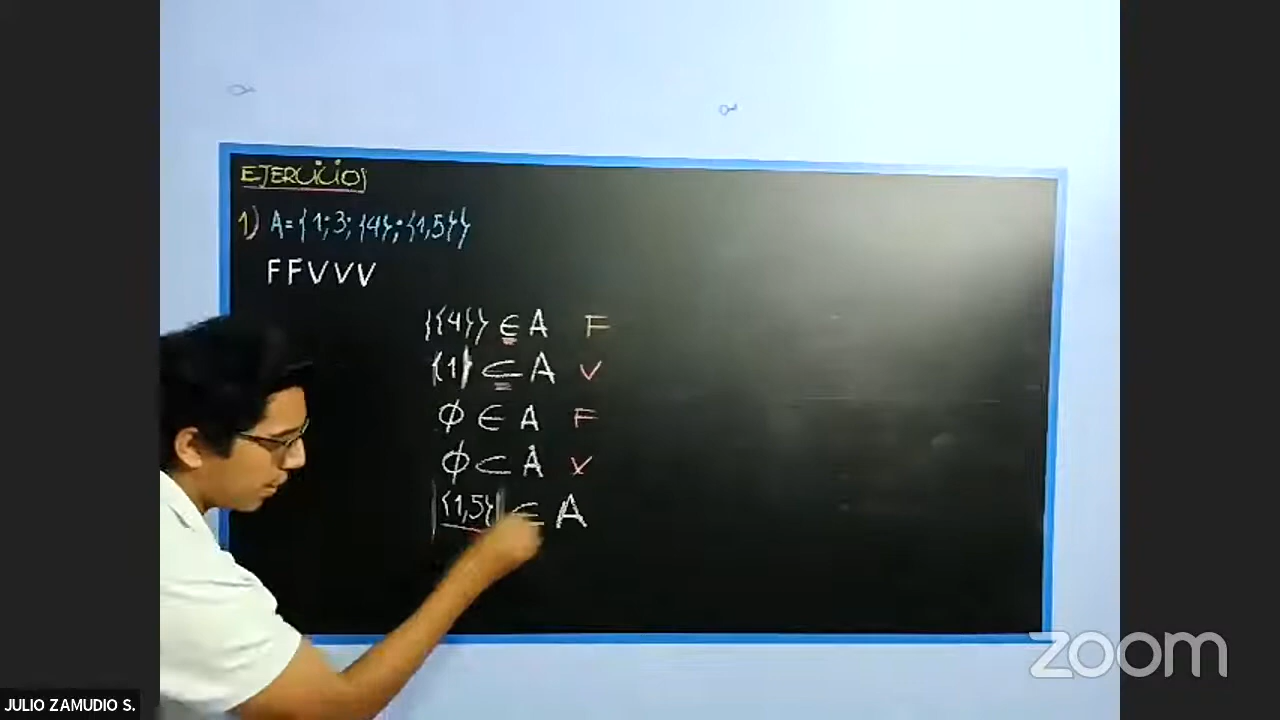 EJERCICIOS
1) A={1;3;{4};{1,5}}
FFVVV
{{4}} ∈ A F
{1} ⊂ A V
ϕ ∈ A F
ϕ ⊂ A V
{1,5} A
zoom
JULIO ZAMUDIO S.